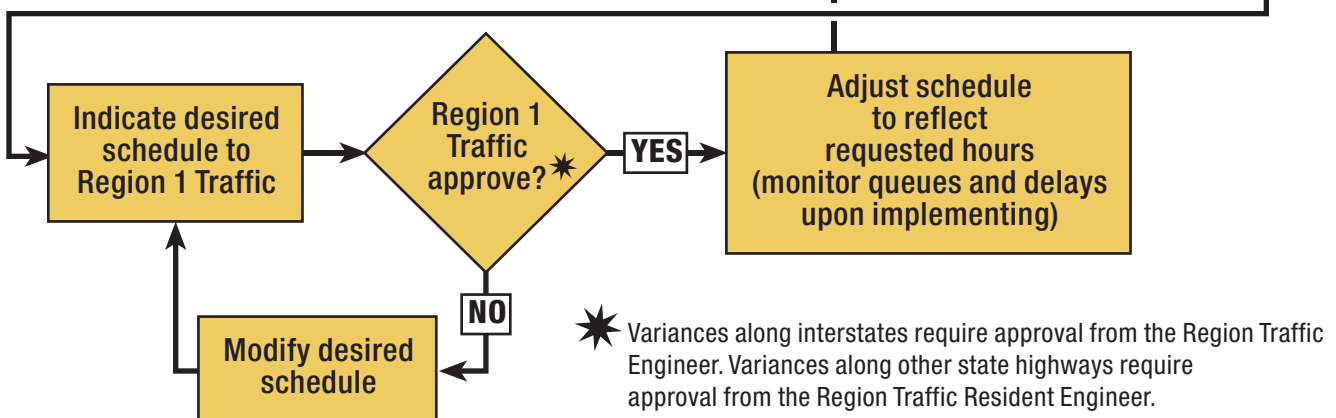 Indicate desired
schedule to
Region 1 Traffic
Region 1
Traffic
approve?
YES
Adjust schedule
to reflect
requested hours
(monitor queues and delays
upon implementing)
NO
Modify desired
schedule
Variances along interstates require approval from the Region Traffic
Engineer. Variances along other state highways require
approval from the Region Traffic Resident Engineer.